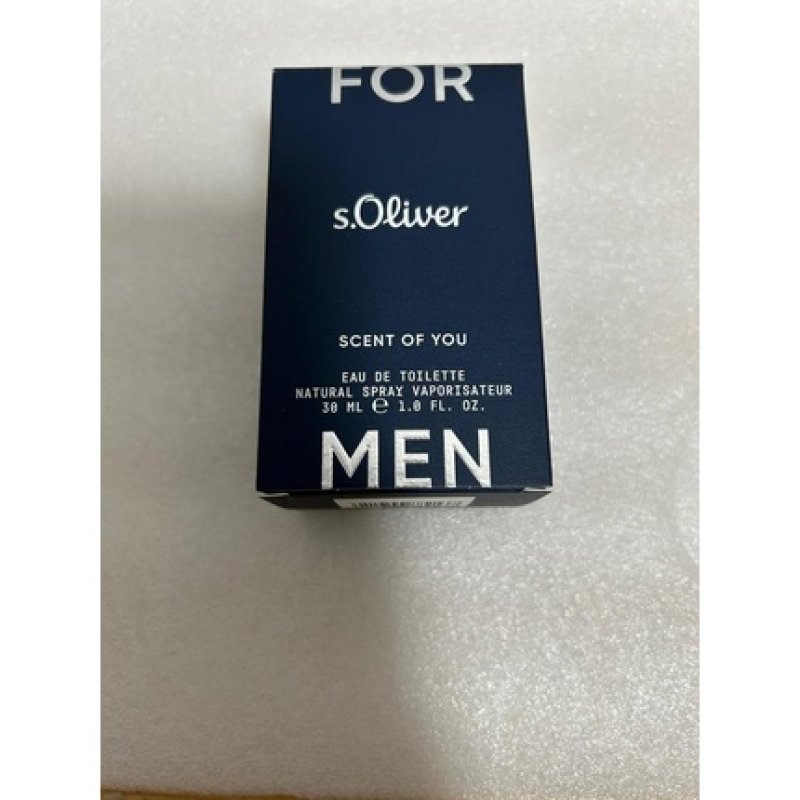 FOR
s.Oliver
SCENT OF YOU
EAU DE TOILETTE
NATURAL SPRAY VAPORISATEUR
30 ML ℮ 1.0 FL. OZ.
MEN